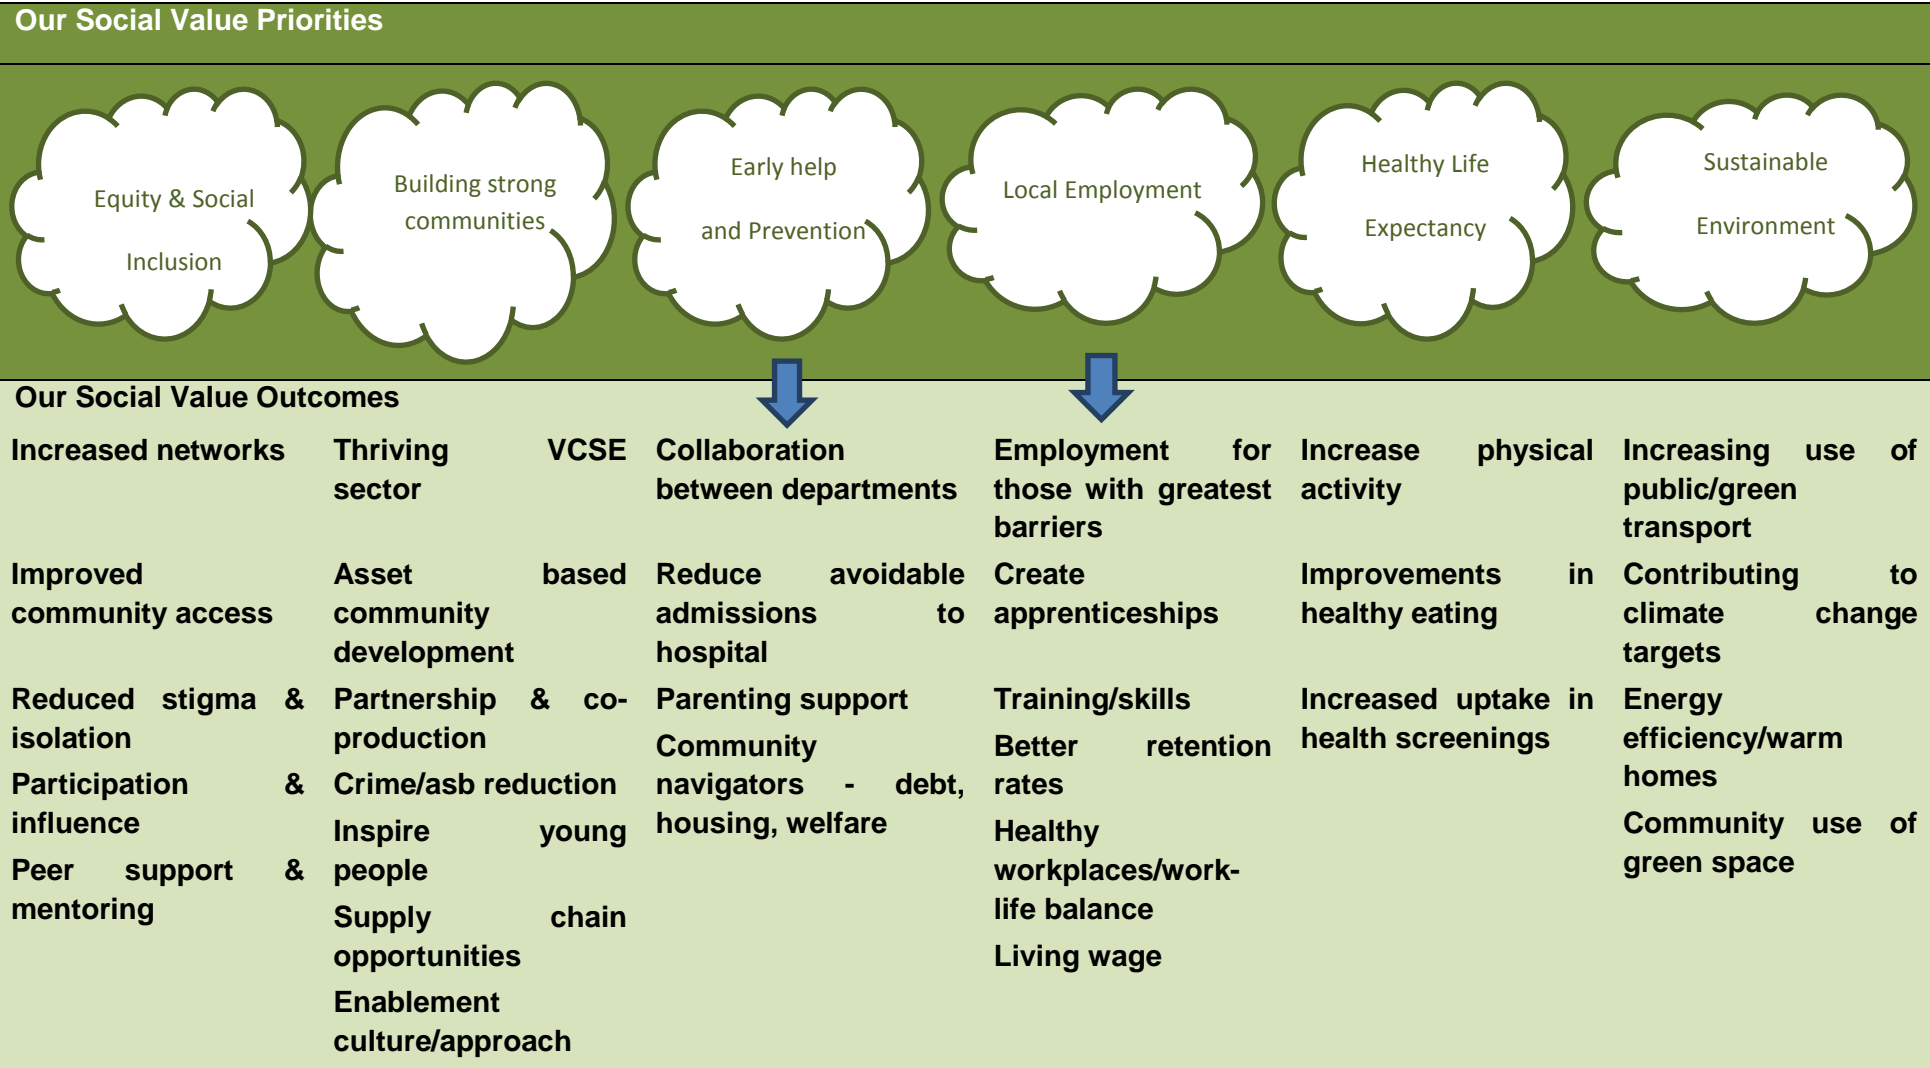 Our Social Value Priorities
Equity & Social
Inclusion
Building strong
communities
Early help
and Prevention
Local Employment
Healthy Life
Expectancy
Sustainable
Environment
Our Social Value Outcomes
Increased networks
Improved
community access
Reduced stigma &
isolation
Participation &
influence
Peer support &
mentoring
Thriving VCSE
sector
Asset based
community
development
Partnership & co-
production
Crime/asb reduction
Inspire young
people
Supply chain
opportunities
Enablement
culture/approach
Collaboration
between departments
Reduce avoidable
admissions to
hospital
Parenting support
Community
navigators - debt,
housing, welfare
Employment for
those with greatest
barriers
Create
apprenticeships
Training/skills
Better retention
rates
Healthy
workplaces/work-
life balance
Living wage
Increase physical
activity
Improvements in
healthy eating
Increased uptake in
health screenings
Increasing use of
public/green
transport
Contributing to
climate change
targets
Energy
efficiency/warm
homes
Community use of
green space